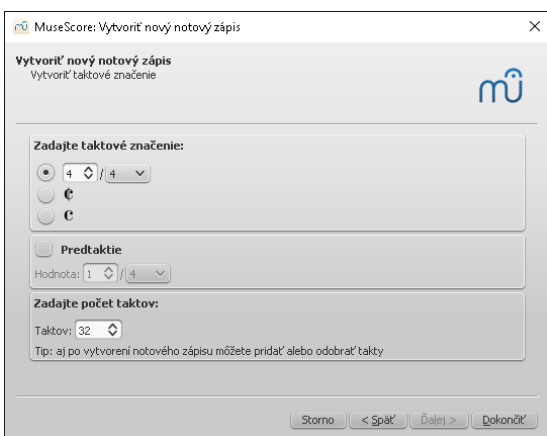 MuseScore: Vytvoriť nový notový zápis
Vytvoriť nový notový zápis
Vytvoriť taktové značenie
Zadajte taktové značenie:
4 / 4
Predtaktie
Hodnota: 1 / 4
Zadajte počet taktov:
Taktov: 32
Tip: aj po vytvorení notového zápisu môžete pridať alebo odobrať takty
Storno < Späť Ďalej > Dokončiť